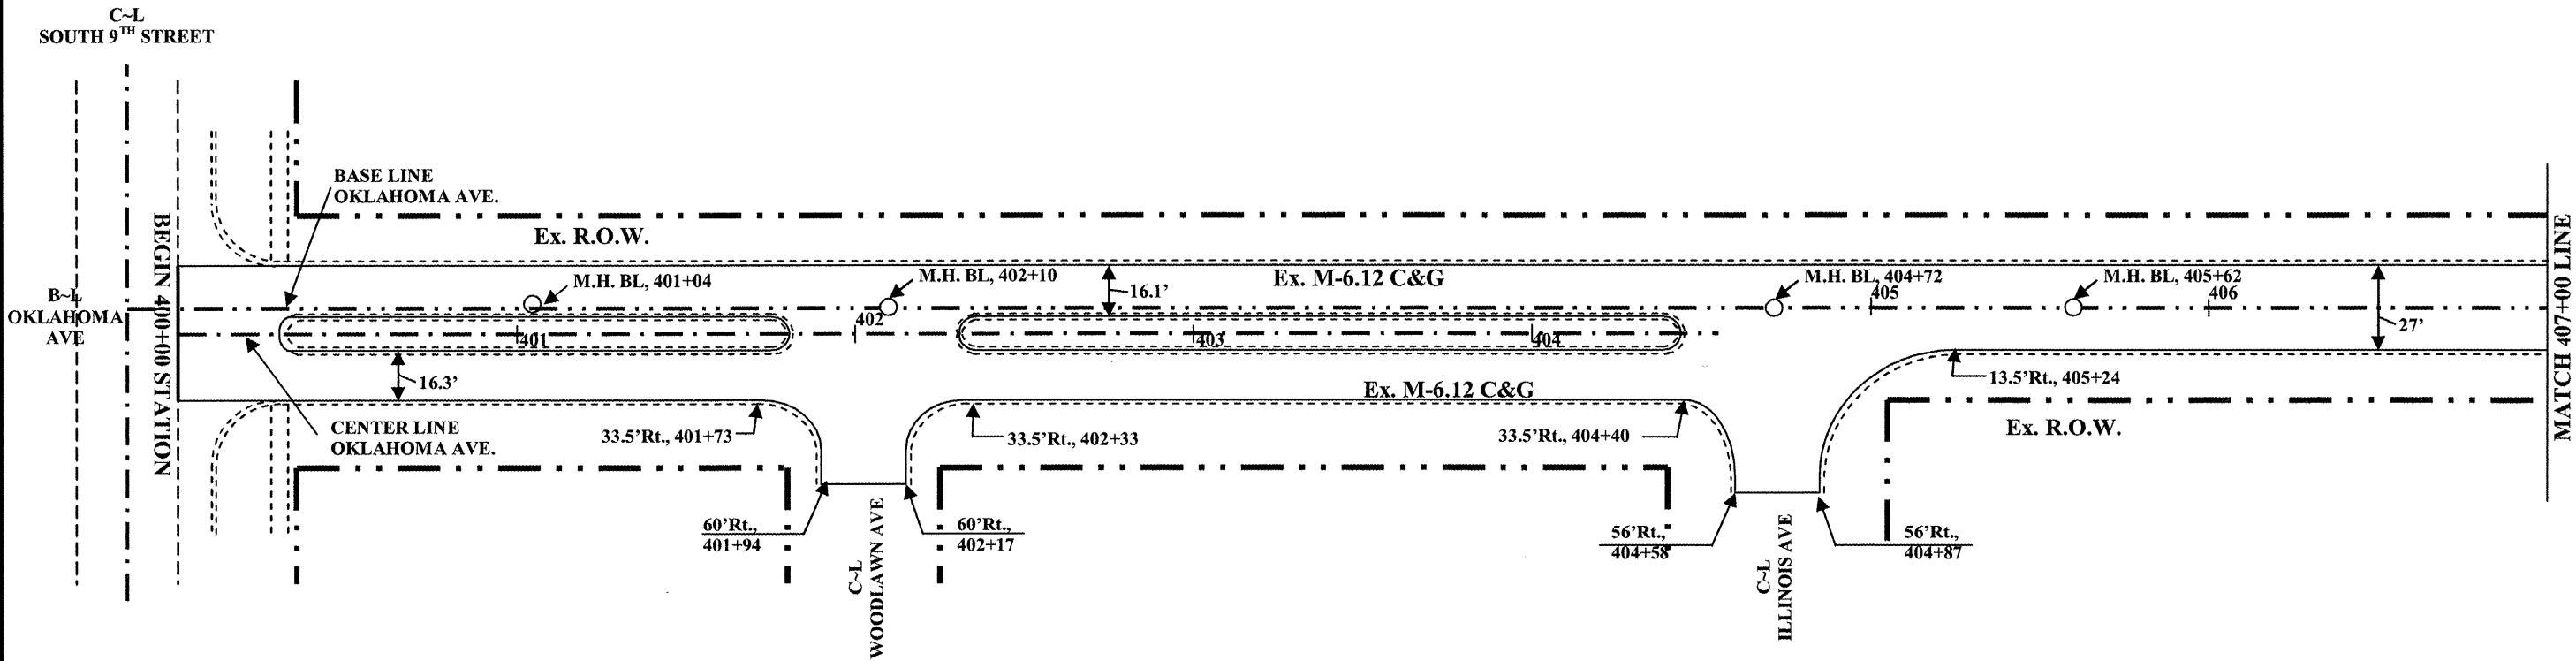 C~L
SOUTH 9TH STREET
BASE LINE
OKLAHOMA AVE.
B~L
OKLAHOMA
AVE
BEGIN 400+00 STATION
Ex. R.O.W.
M.H. BL, 401+04
M.H. BL, 402+10
16.1'
Ex. M-6.12 C&G
M.H. BL, 404+72
M.H. BL, 405+62
405
406
27'
401
402
403
404
16.3'
CENTER LINE
OKLAHOMA AVE.
33.5'Rt., 401+73
33.5'Rt., 402+33
Ex. M-6.12 C&G
33.5'Rt., 404+40
13.5'Rt., 405+24
Ex. R.O.W.
60'Rt.,
401+94
60'Rt.,
402+17
56'Rt.,
404+58
56'Rt.,
404+87
C~L
WOODLAWN AVE
C~L
ILLINOIS AVE
MATCH 407+00 LINE